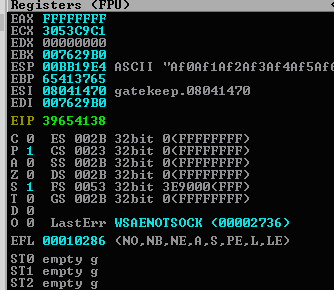 Registers (FPU)
EAX FFFFFFFF
ECX 3053C9C1
EDX 00000000
EBX 007629B0
ESP 00BB19E4 ASCII "Af0Af1Af2Af3Af4Af5Af6
EBP 65413765
ESI 08041470 gatekeep.08041470
EDI 007629B0
EIP 39654138
C 0 ES 002B 32bit 0(FFFFFFFF)
P 1 CS 0023 32bit 0(FFFFFFFF)
A 0 SS 002B 32bit 0(FFFFFFFF)
Z 0 DS 002B 32bit 0(FFFFFFFF)
S 1 FS 0053 32bit 3E9000(FFF)
T 0 GS 002B 32bit 0(FFFFFFFF)
D 0
O 0 LastErr WSAENOTSOCK (00002736)
EFL 00010286 (NO,NB,NE,A,S,PE,L,LE)
ST0 empty g
ST1 empty g
ST2 empty g